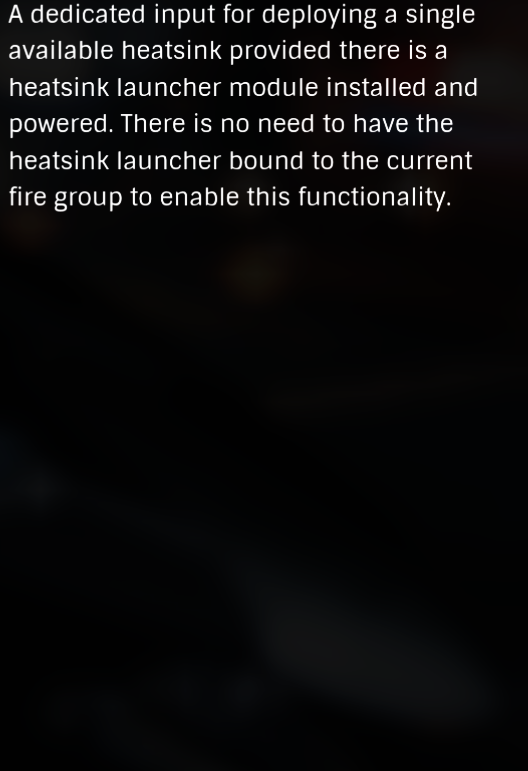 A dedicated input for deploying a single
available heatsink provided there is a
heatsink launcher module installed and
powered. There is no need to have the
heatsink launcher bound to the current
fire group to enable this functionality.